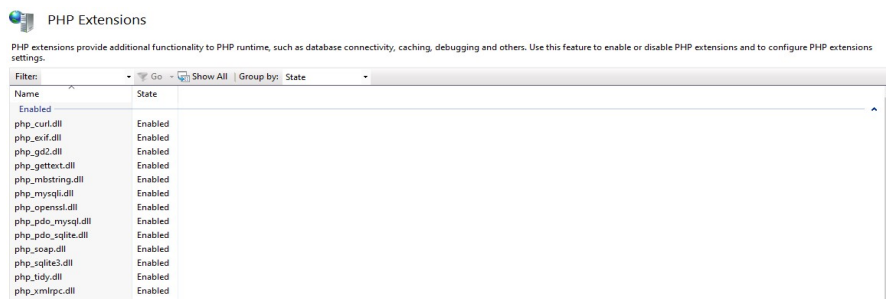 PHP Extensions
PHP extensions provide additional functionality to PHP runtime, such as database connectivity, caching, debugging and others. Use this feature to enable or disable PHP extensions and to configure PHP extensions
settings.
Filter: Go Show All Group by: State
Name State
Enabled
php_curl.dll Enabled
php_exif.dll Enabled
php_gd2.dll Enabled
php_gettext.dll Enabled
php_mbstring.dll Enabled
php_mysqli.dll Enabled
php_openssl.dll Enabled
php_pdo_mysql.dll Enabled
php_pdo_sqlite.dll Enabled
php_soap.dll Enabled
php_sqlite3.dll Enabled
php_tidy.dll Enabled
php_xmlrpc.dll Enabled